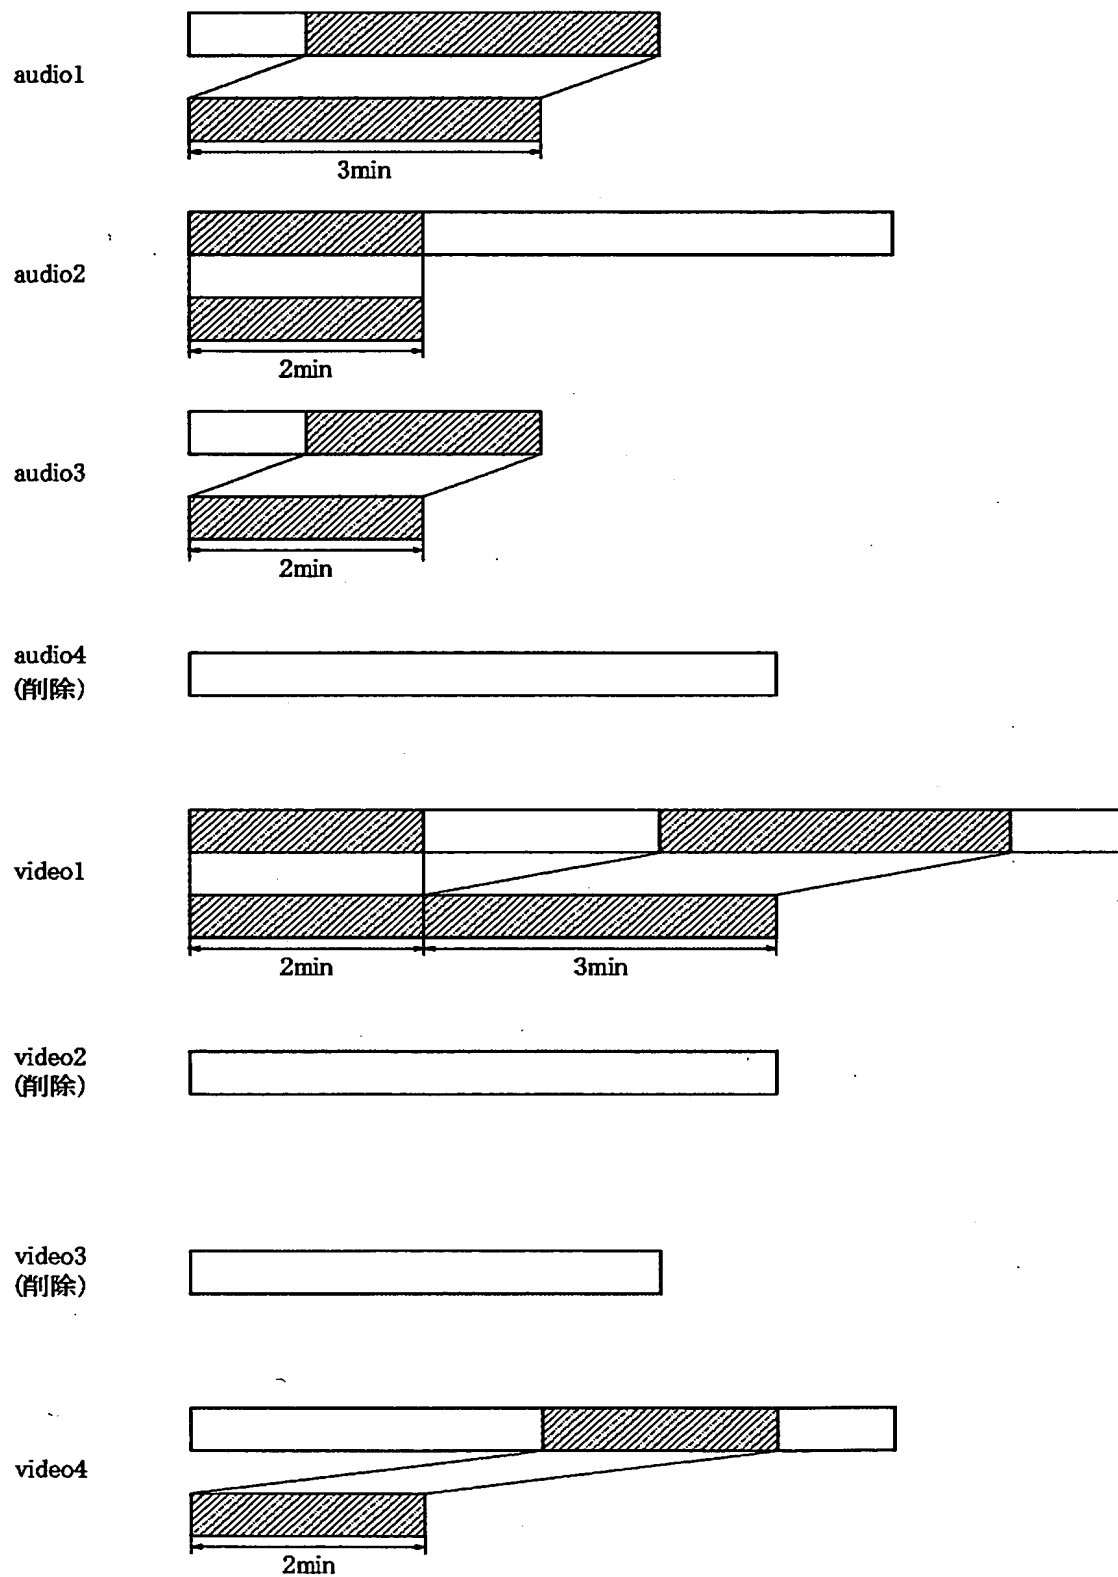 audio1
3min
audio2
2min
audio3
2min
audio4
(削除)
video1
2min 3min
video2
(削除)
video3
(削除)
video4
2min